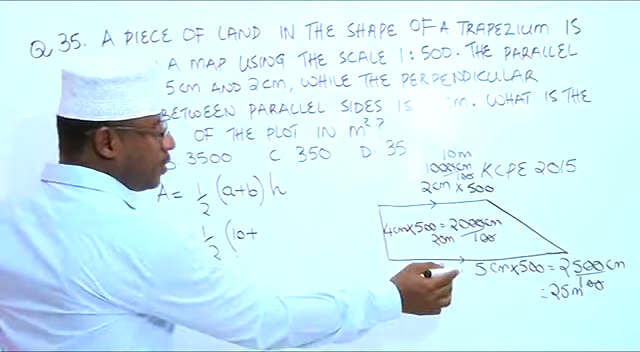 Q 35. A PIECE OF LAND IN THE SHAPE OF A TRAPEZIUM IS
A MAP USING THE SCALE 1:500. THE PARALLEL
5cm AND 2cm, WHILE THE PERPENDICULAR
BETWEEN PARALLEL SIDES IS cm. WHAT IS THE
OF THE PLOT IN m²?
3500 C 350 D. 35
KCPE 2015
A = 1/2 (a+b) h
1/2 (10+
10m
1000cm
100
2cm x 500
4cm x 500 = 2000cm
20m 100
5cm x 500 = 2500cm
100
= 25m